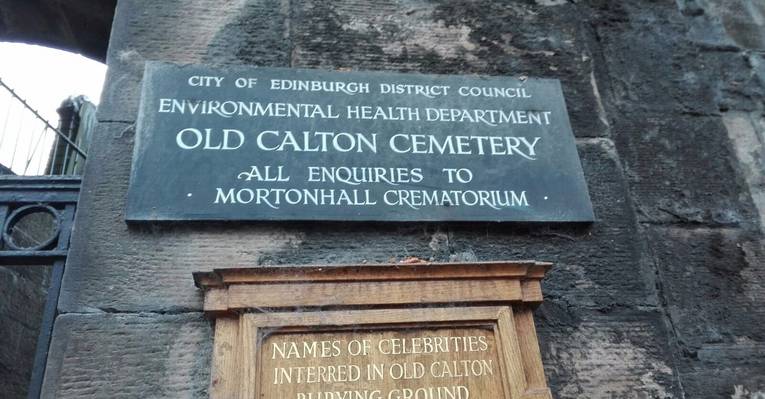 CITY OF EDINBURGH DISTRICT COUNCIL
ENVIRONMENTAL HEALTH DEPARTMENT
OLD CALTON CEMETERY
ALL ENQUIRIES TO
· MORTONHALL CREMATORIUM ·
NAMES OF CELEBRITIES
INTERRED IN OLD CALTON
BURYING GROUND